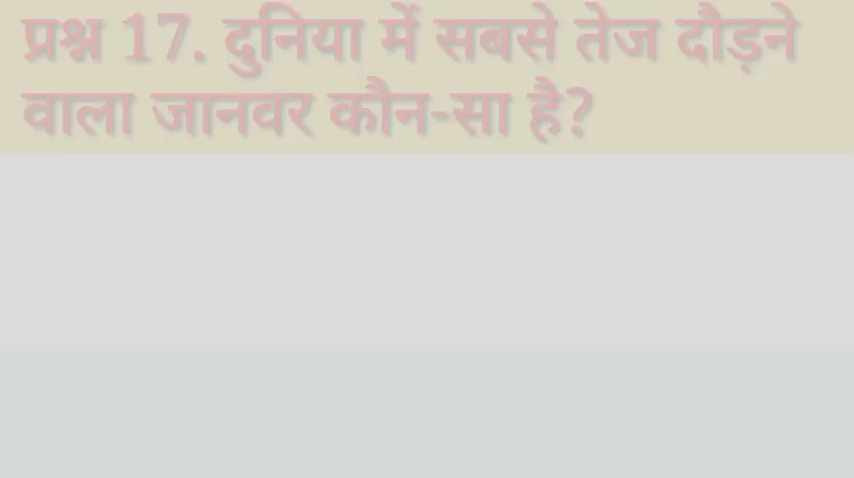 प्रश्न 17. दुनिया में सबसे तेज दौड़ने
वाला जानवर कौन-सा है?